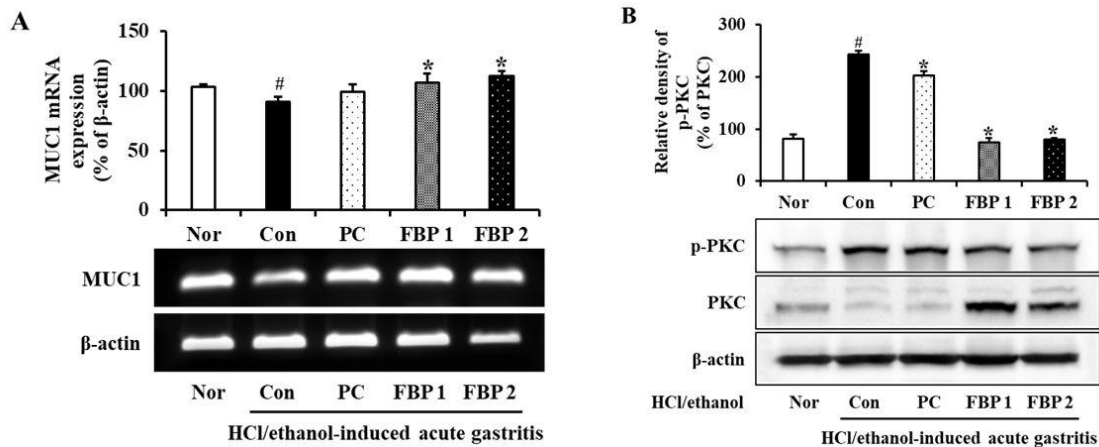 A
MUC1 mRNA
expression
(% of β-actin)
150
100
50
0
#
*
*
Nor Con PC FBP 1 FBP 2
MUC1
β-actin
Nor Con PC FBP 1 FBP 2
HCl/ethanol-induced acute gastritis
B
Relative density of
p-PKC
(% of PKC)
300
200
100
0
#
*
*
*
Nor Con PC FBP 1 FBP 2
p-PKC
PKC
β-actin
HCl/ethanol Nor Con PC FBP 1 FBP 2
HCl/ethanol-induced acute gastritis